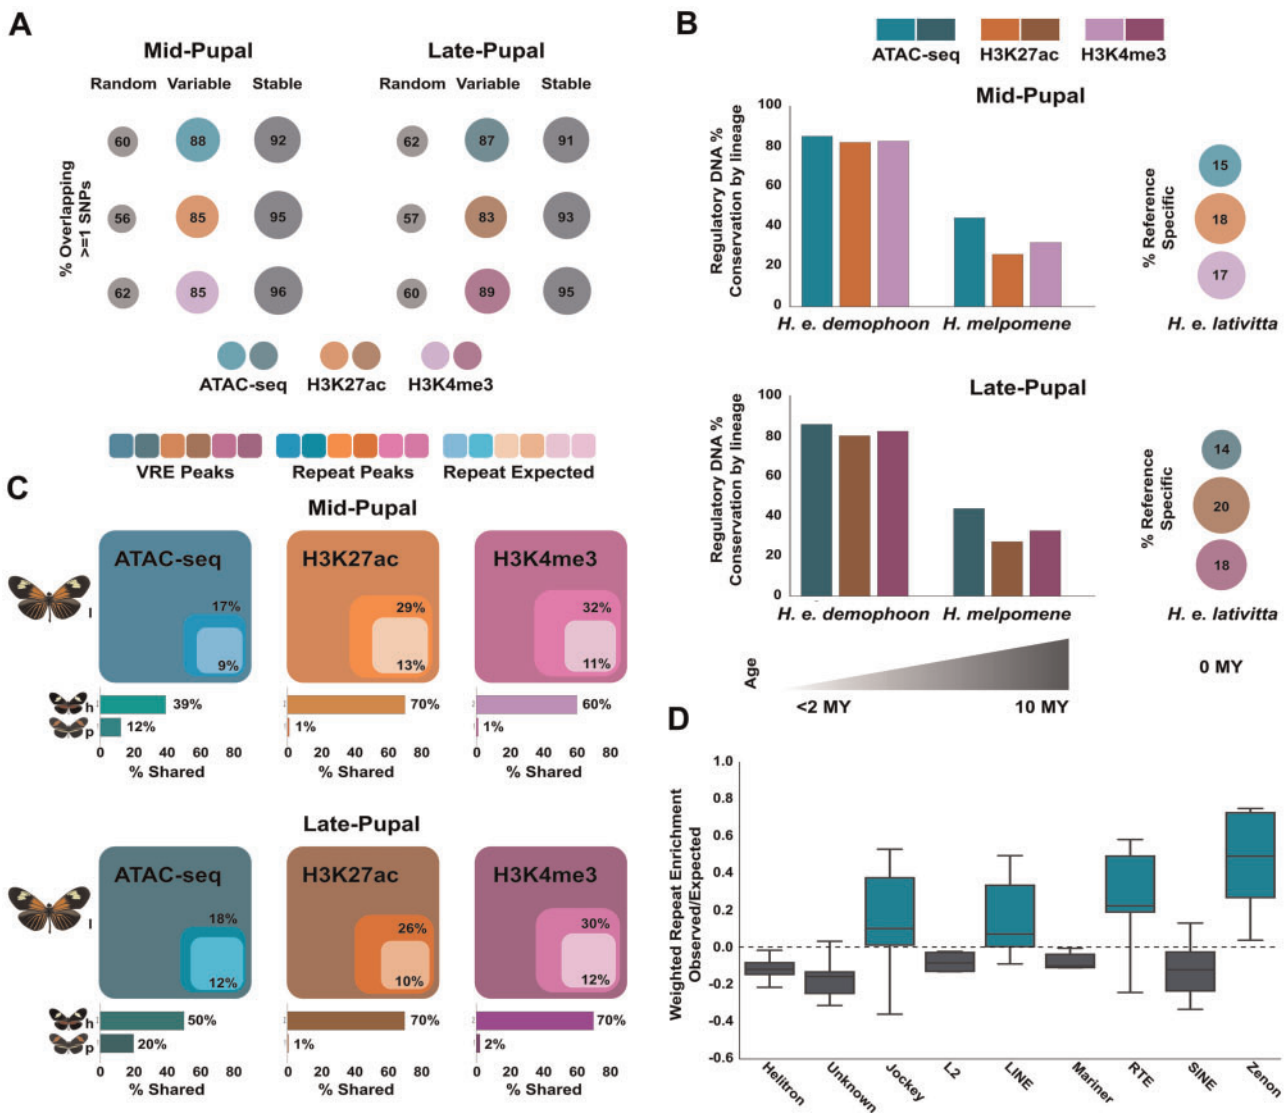 A
Mid-Pupal
Late-Pupal
Random Variable Stable
Random Variable Stable
% Overlapping
>=1 SNPs
60 88 92
62 87 91
56 85 95
57 83 93
62 85 96
60 89 95
ATAC-seq H3K27ac H3K4me3
B
ATAC-seq H3K27ac H3K4me3
Mid-Pupal
Regulatory DNA %
Conservation by lineage
100
80
60
40
20
0
H. e. demophoon H. melpomene
% Reference
Specific
15
18
17
H. e. lativitta
Late-Pupal
Regulatory DNA %
Conservation by lineage
100
80
60
40
20
0
H. e. demophoon H. melpomene
% Reference
Specific
14
20
18
H. e. lativitta
Age
<2 MY
10 MY
0 MY
VRE Peaks Repeat Peaks Repeat Expected
C
Mid-Pupal
l
ATAC-seq
17%
9%
H3K27ac
29%
13%
H3K4me3
32%
11%
h
39%
70%
60%
p
12%
1%
1%
0 20 40 60 80
0 20 40 60 80
0 20 40 60 80
% Shared
% Shared
% Shared
Late-Pupal
l
ATAC-seq
18%
12%
H3K27ac
26%
10%
H3K4me3
30%
12%
h
50%
70%
70%
p
20%
1%
2%
0 20 40 60 80
0 20 40 60 80
0 20 40 60 80
% Shared
% Shared
% Shared
D
Weighted Repeat Enrichment
Observed/Expected
1.0
0.8
0.6
0.4
0.2
0.0
-0.2
-0.4
-0.6
Helitron
Unknown
Jockey
L2
LINE
Mariner
RTE
SINE
Zenon